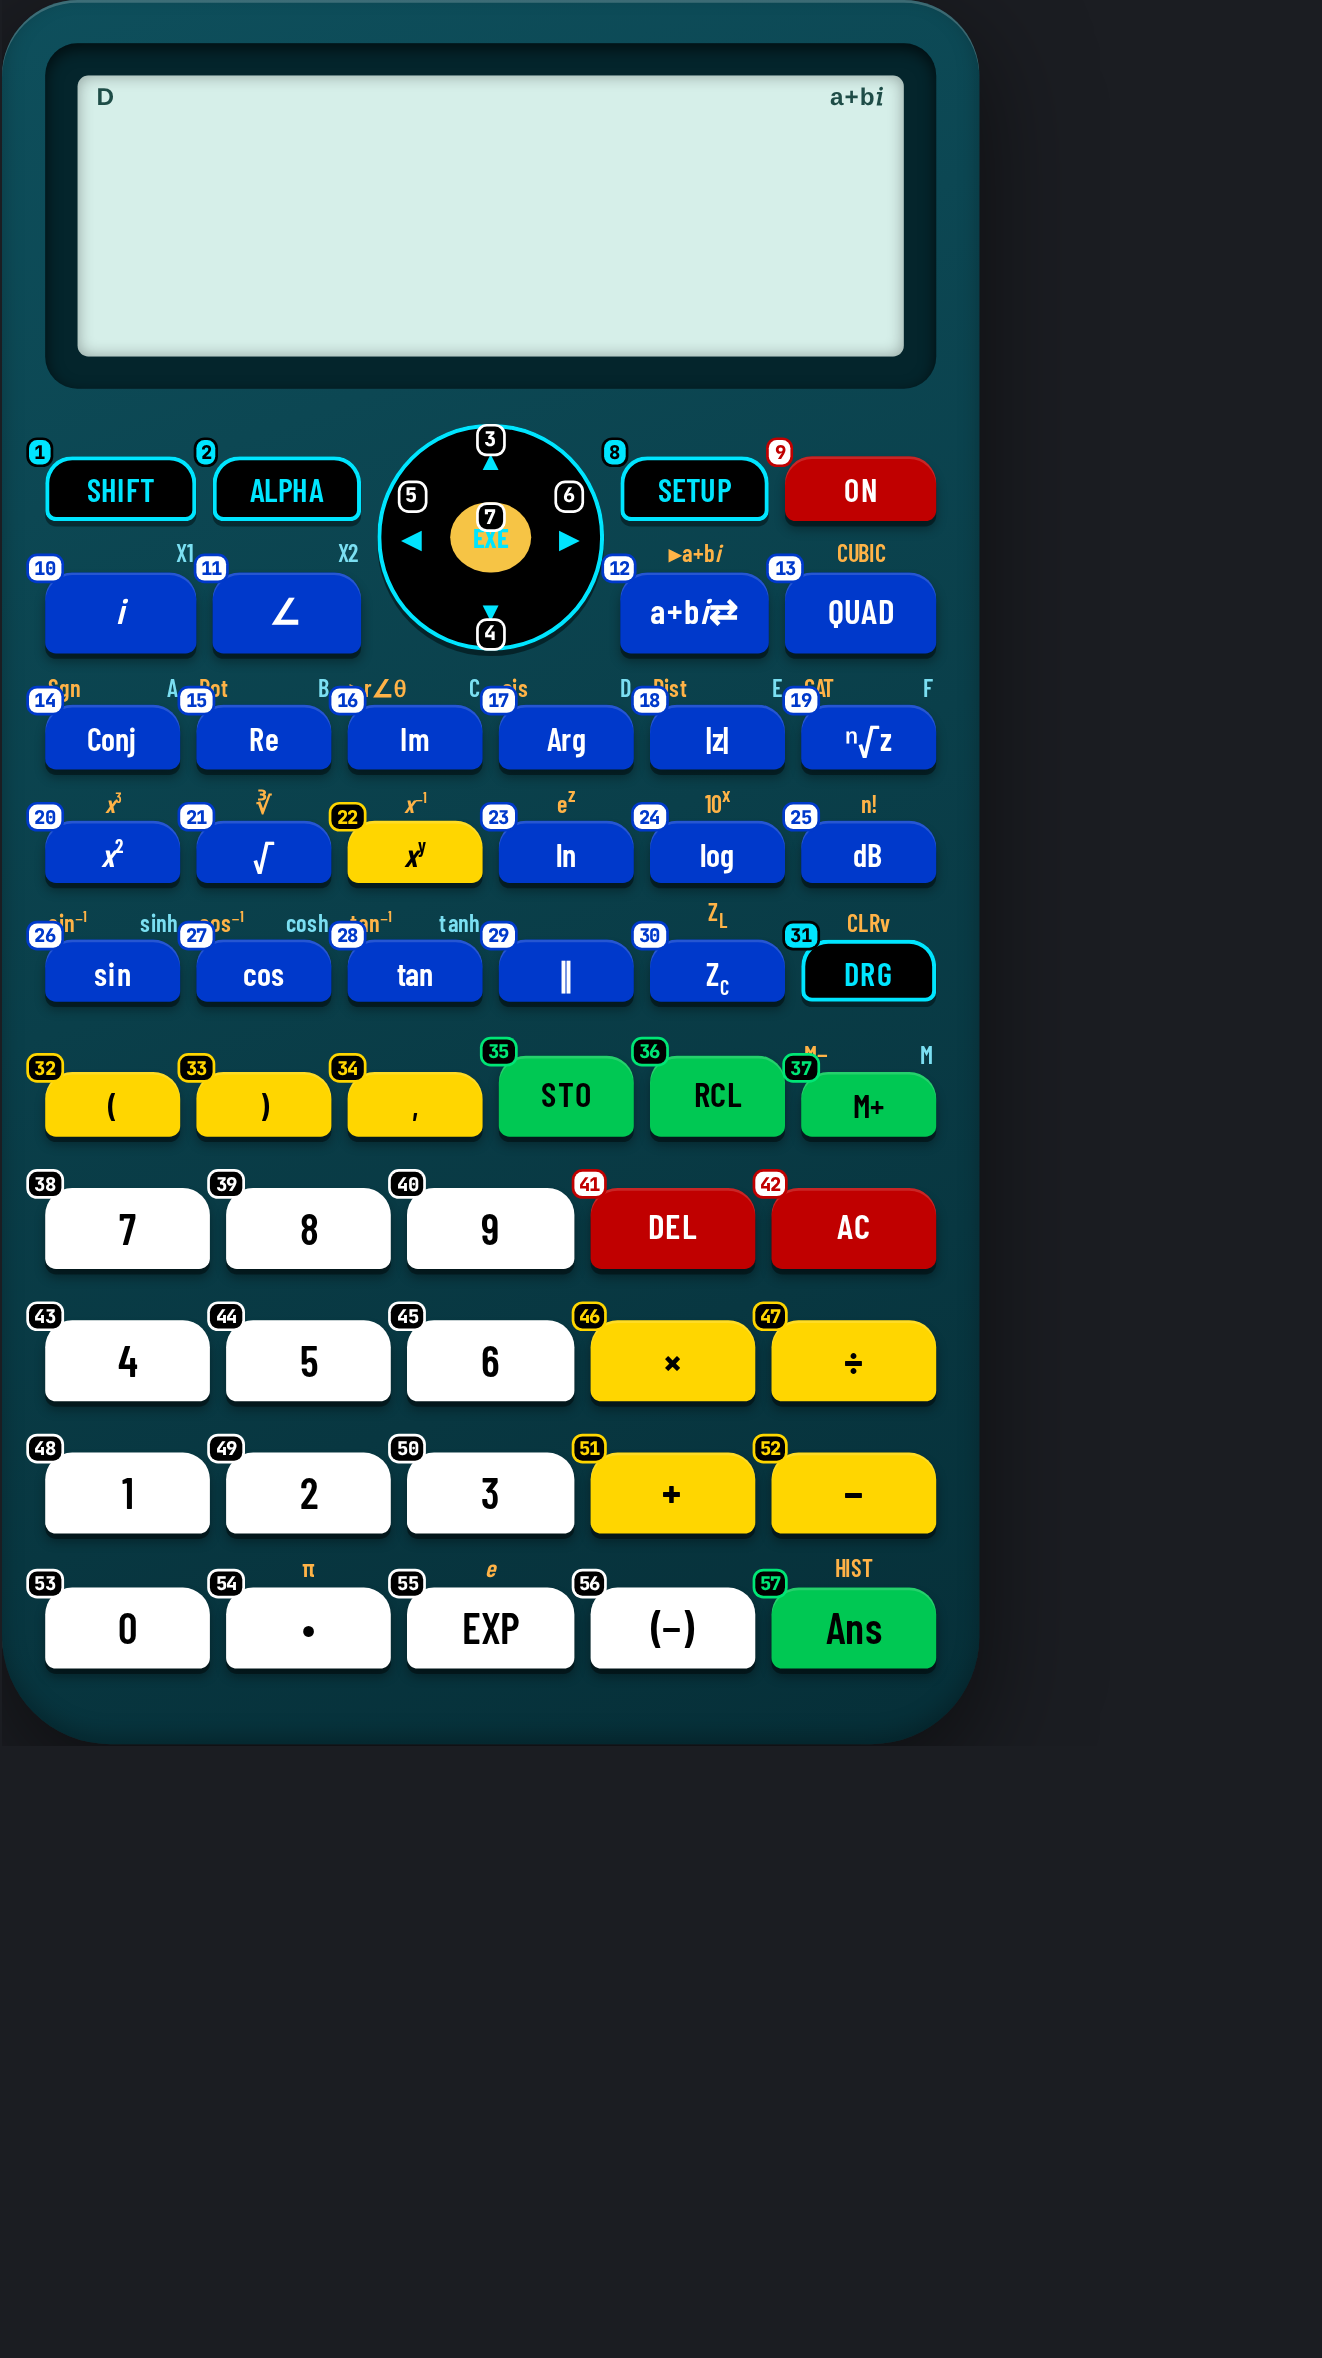 D a+bi
1 2 3 8 9
SHIFT ALPHA 5 6 SETUP ON
7 EXE
X1 X2 ▶a+bi CUBIC
10 11 12 13
i ∠ a+bi⇄ QUAD
4
A B r∠θ C D E F
14 15 16 17 18 19
Conj Re Im Arg |z| ⁿ√z
x³ ∛ x⁻¹ eᶻ 10ˣ n!
20 21 22 23 24 25
x² √ xʸ ln log dB
sinh cosh tanh Z_L CLRv
26 27 28 29 30 31
sin cos tan ∥ Z_C DRG
M− M
32 33 34 35 36 37
( ) , STO RCL M+
38 39 40 41 42
7 8 9 DEL AC
43 44 45 46 47
4 5 6 × ÷
48 49 50 51 52
1 2 3 + −
π e HIST
53 54 55 56 57
0 • EXP (−) Ans